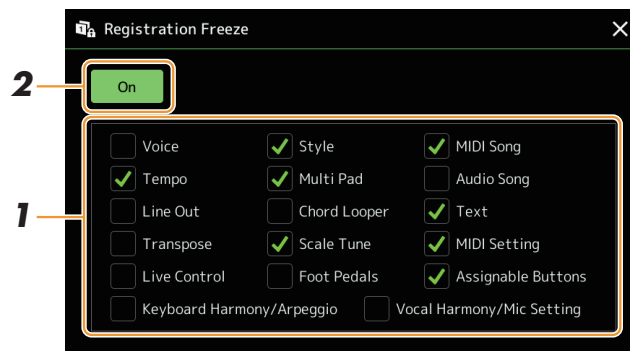 Registration Freeze
2
On
1
Voice Style MIDI Song
Tempo Multi Pad Audio Song
Line Out Chord Looper Text
Transpose Scale Tune MIDI Setting
Live Control Foot Pedals Assignable Buttons
Keyboard Harmony/Arpeggio Vocal Harmony/Mic Setting